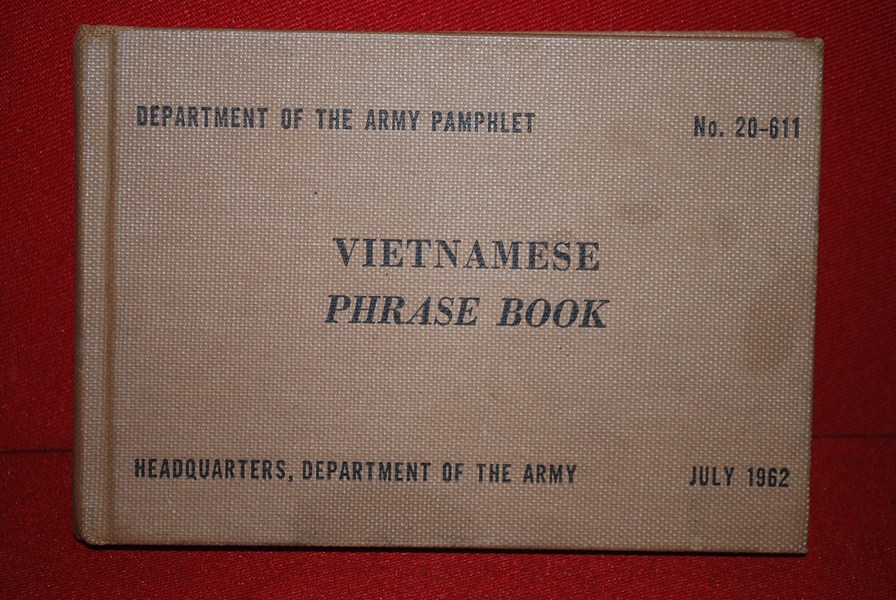 DEPARTMENT OF THE ARMY PAMPHLET No. 20-611
VIETNAMESE
PHRASE BOOK
HEADQUARTERS, DEPARTMENT OF THE ARMY JULY 1962